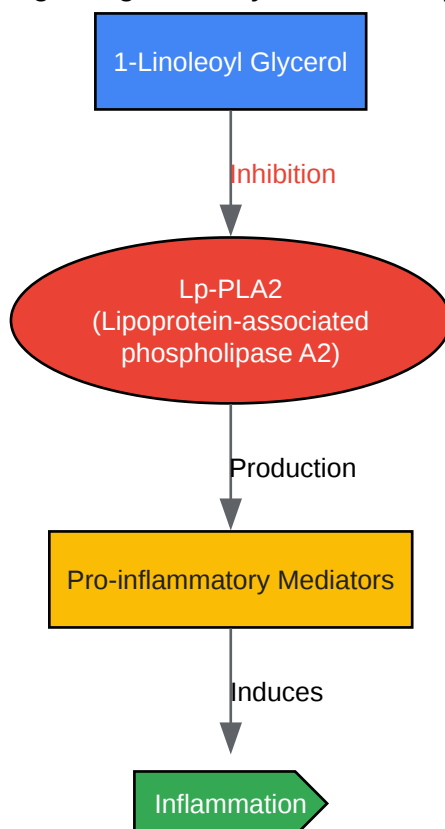 1-Linoleoyl Glycerol
Inhibition
Lp-PLA2
(Lipoprotein-associated
phospholipase A2)
Production
Pro-inflammatory Mediators
Induces
Inflammation